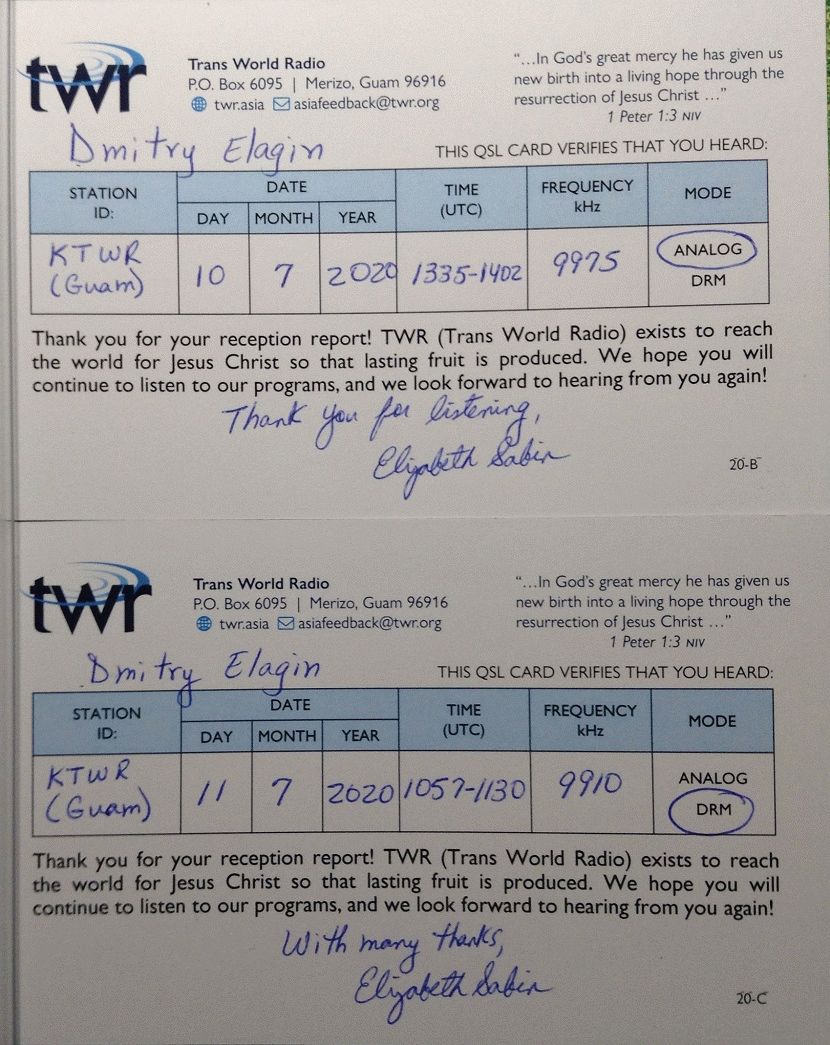 twr
Trans World Radio
P.O. Box 6095 | Merizo, Guam 96916
twr.asia asiafeedback@twr.org
“...In God’s great mercy he has given us
new birth into a living hope through the
resurrection of Jesus Christ ...”
1 Peter 1:3 NIV
Dmitry Elagin
THIS QSL CARD VERIFIES THAT YOU HEARD:
STATION ID: DATE TIME (UTC) FREQUENCY kHz MODE
DAY MONTH YEAR
KTWR (Guam) 10 7 2020 1335-1402 9975 ANALOG
DRM
Thank you for your reception report! TWR (Trans World Radio) exists to reach
the world for Jesus Christ so that lasting fruit is produced. We hope you will
continue to listen to our programs, and we look forward to hearing from you again!
Thank you for listening,
Elizabeth Sabin
20-B
twr
Trans World Radio
P.O. Box 6095 | Merizo, Guam 96916
twr.asia asiafeedback@twr.org
“...In God’s great mercy he has given us
new birth into a living hope through the
resurrection of Jesus Christ ...”
1 Peter 1:3 NIV
Dmitry Elagin
THIS QSL CARD VERIFIES THAT YOU HEARD:
STATION ID: DATE TIME (UTC) FREQUENCY kHz MODE
DAY MONTH YEAR
KTWR (Guam) 11 7 2020 1057-1130 9910 ANALOG
DRM
Thank you for your reception report! TWR (Trans World Radio) exists to reach
the world for Jesus Christ so that lasting fruit is produced. We hope you will
continue to listen to our programs, and we look forward to hearing from you again!
With many thanks,
Elizabeth Sabin
20-C